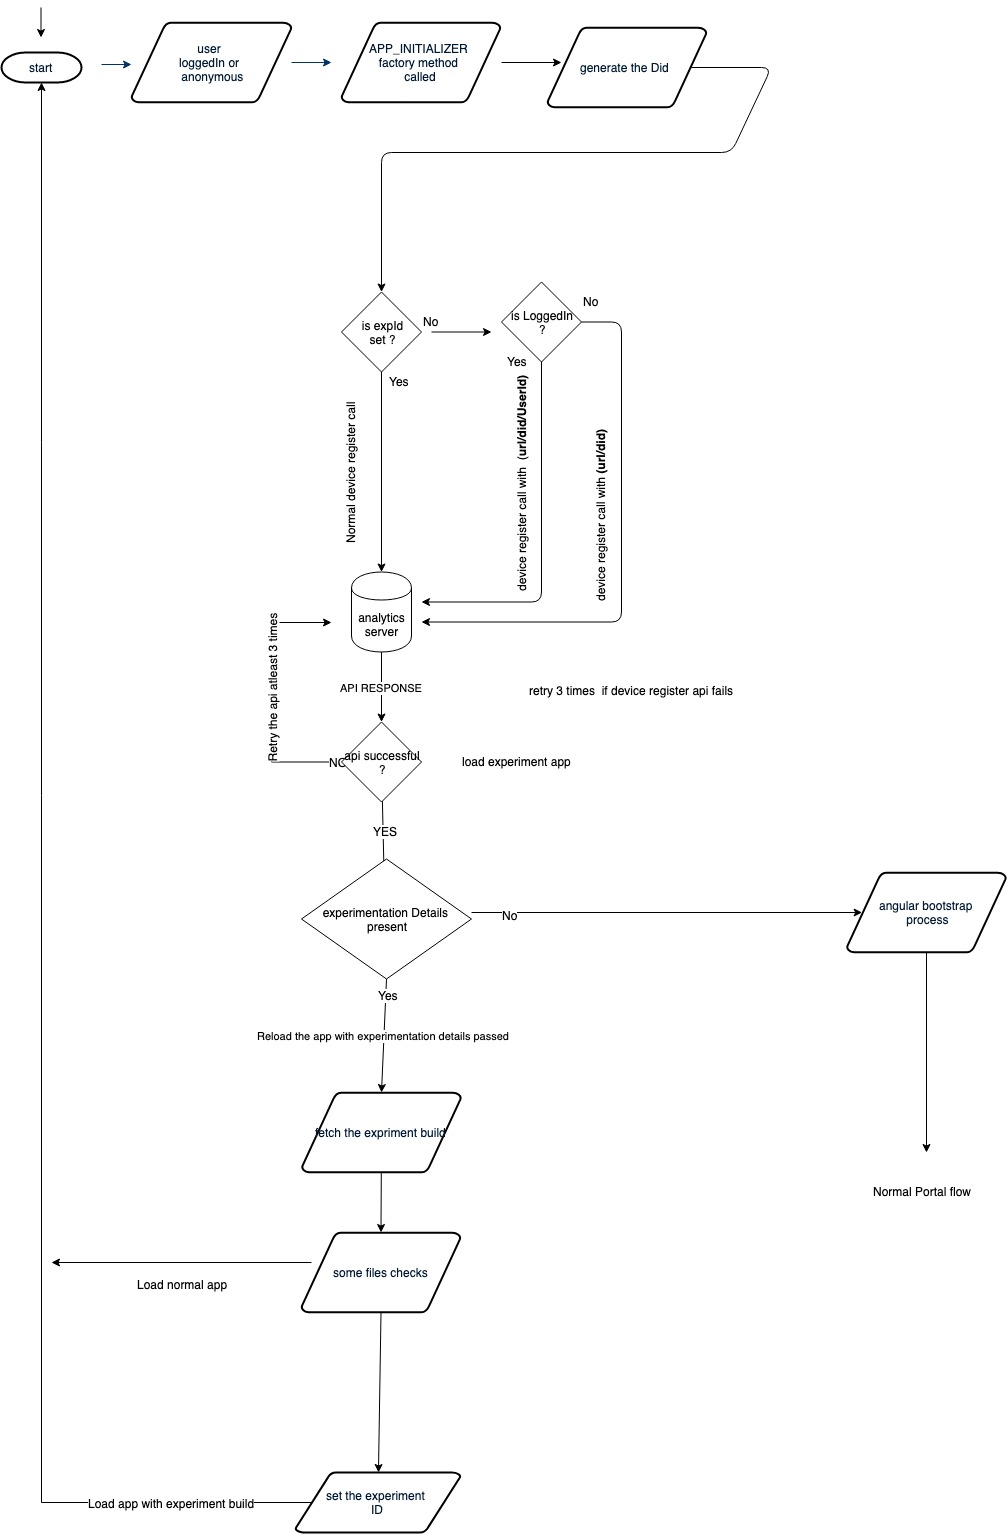 start
user
loggedIn or
anonymous
APP_INITIALIZER
factory method
called
generate the Did
is expId
set ?
No
Yes
is LoggedIn
?
No
Yes
Normal device register call
device register call with (url/did/UserId)
device register call with (url/did)
analytics
server
Retry the api atleast 3 times
API RESPONSE
retry 3 times if device register api fails
api successful
?
NO
load experiment app
YES
experimentation Details
present
No
angular bootstrap
process
Yes
Reload the app with experimentation details passed
fetch the expriment build
Normal Portal flow
some files checks
Load normal app
set the experiment
ID
Load app with experiment build